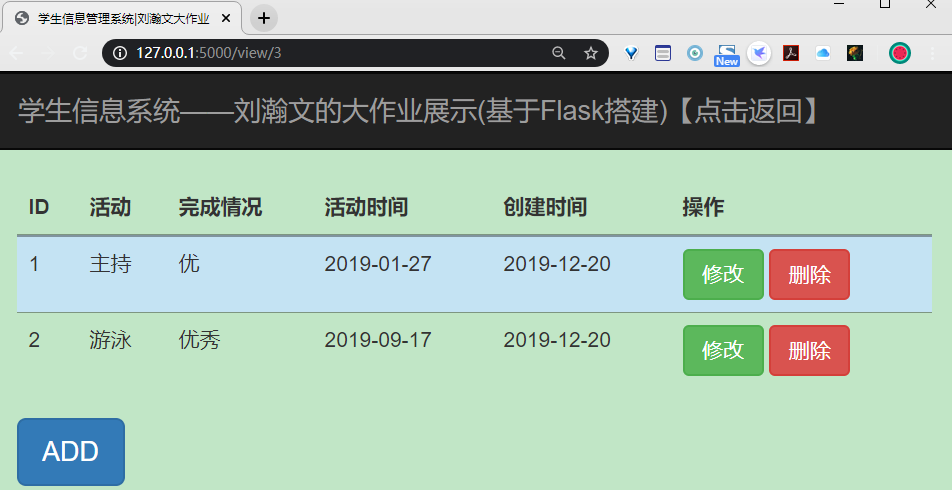 学生信息管理系统|刘瀚文大作业
127.0.0.1:5000/view/3
New
学生信息系统——刘瀚文的大作业展示(基于Flask搭建)【点击返回】
ID 活动 完成情况 活动时间 创建时间 操作
1 主持 优 2019-01-27 2019-12-20 修改 删除
2 游泳 优秀 2019-09-17 2019-12-20 修改 删除
ADD